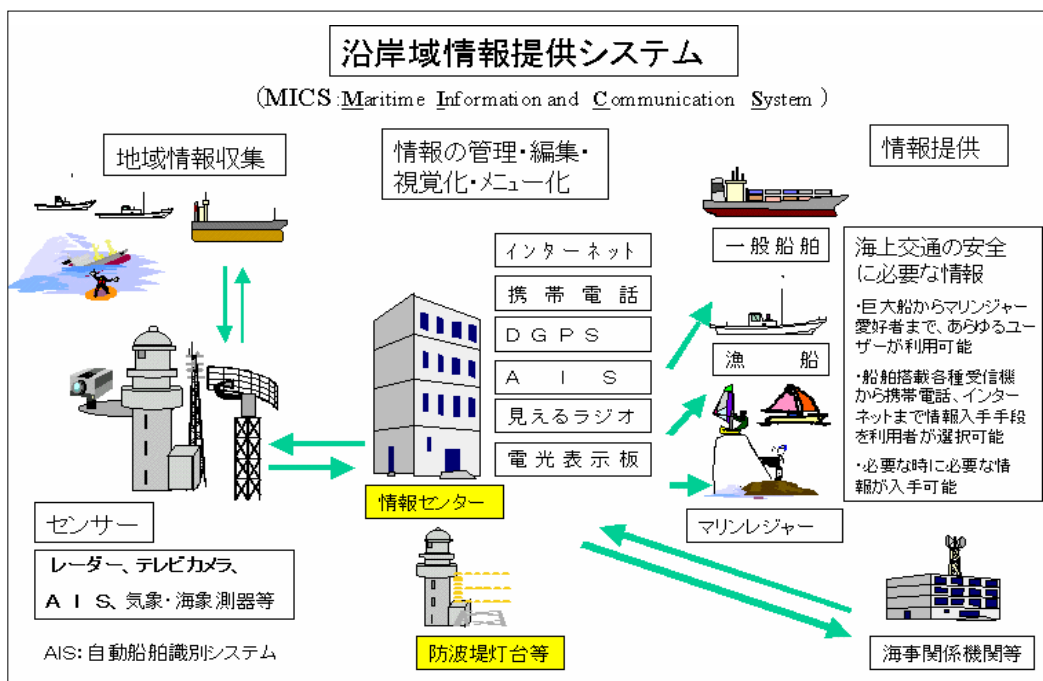 沿岸域情報提供システム
(MICS:Maritime Information and Communication System )
地域情報収集
情報の管理・編集・
視覚化・メニュー化
情報提供
インターネット
携帯電話
DGPS
AIS
見えるラジオ
電光表示板
一般船舶
漁船
マリンレジャー
海上交通の安全
に必要な情報
・巨大船からマリンジャー
愛好者まで、あらゆるユー
ザーが利用可能
・船舶搭載各種受信機
から携帯電話、インター
ネットまで情報入手手段
を利用者が選択可能
・必要な時に必要な情
報が入手可能
情報センター
センサー
レーダー、テレビカメラ、
AIS、気象・海象測器等
AIS:自動船舶識別システム
防波堤灯台等
海事関係機関等